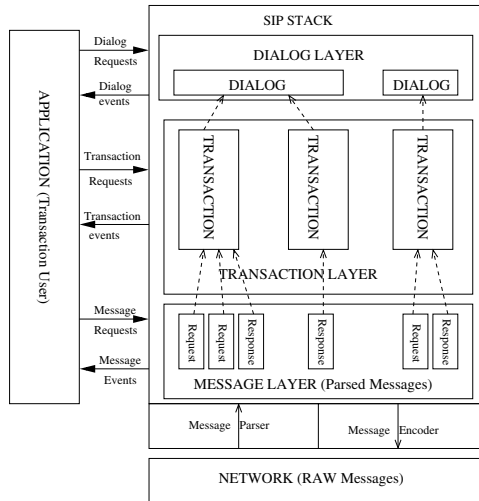 SIP STACK
Dialog
Requests
DIALOG LAYER
DIALOG
DIALOG
Dialog
events
APPLICATION (Transaction User)
Transaction
Requests
TRANSACTION
TRANSACTION
TRANSACTION
Transaction
events
TRANSACTION LAYER
Message
Requests
Request
Request
Response
Response
Request
Response
Message
Events
MESSAGE LAYER (Parsed Messages)
Message Parser
Message Encoder
NETWORK (RAW Messages)